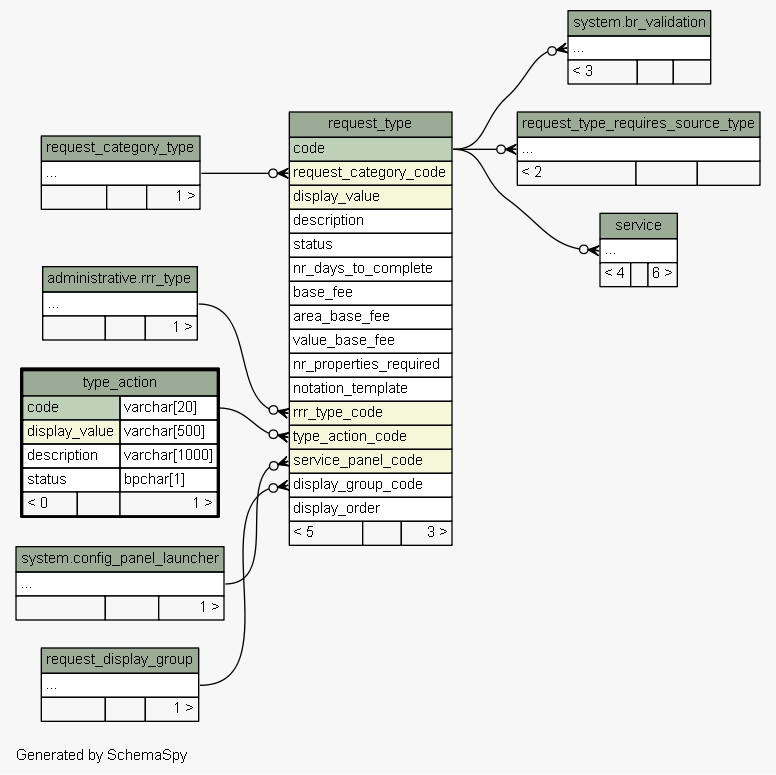 system.br_validation
...
< 3
request_type_requires_source_type
...
< 2
service
...
< 4 6 >
request_type
code
request_category_code
display_value
description
status
nr_days_to_complete
base_fee
area_base_fee
value_base_fee
nr_properties_required
notation_template
rrr_type_code
type_action_code
service_panel_code
display_group_code
display_order
< 5 3 >
request_category_type
...
1 >
administrative.rrr_type
...
1 >
type_action
code varchar[20]
display_value varchar[500]
description varchar[1000]
status bpchar[1]
< 0 1 >
system.config_panel_launcher
...
1 >
request_display_group
...
1 >
Generated by SchemaSpy